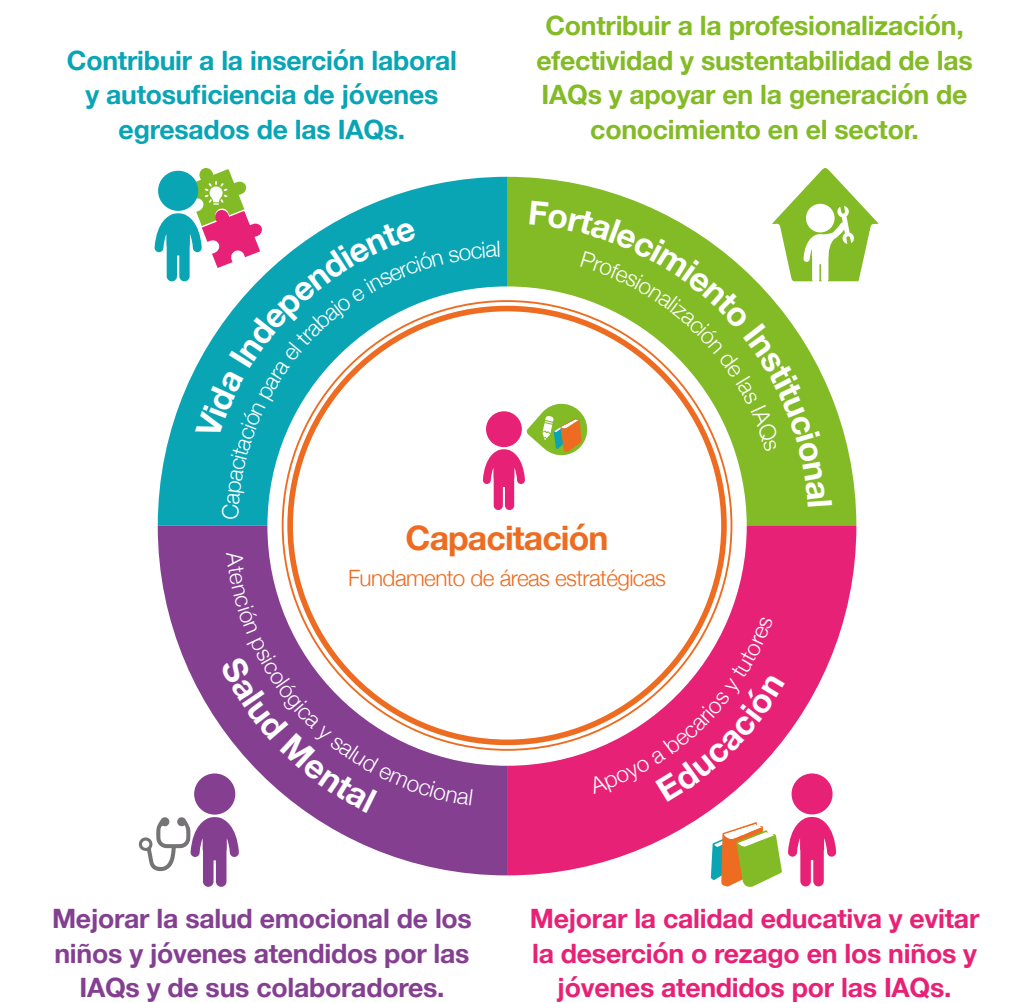 Contribuir a la inserción laboral
y autosuficiencia de jóvenes
egresados de las IAQs.
Contribuir a la profesionalización,
efectividad y sustentabilidad de las
IAQs y apoyar en la generación de
conocimiento en el sector.
Vida Independiente
Capacitación para el trabajo e inserción social
Fortalecimiento Institucional
Profesionalización de las IAQs
Capacitación
Fundamento de áreas estratégicas
Atención psicológica y salud emocional
Salud Mental
Apoyo a becarios y tutores
Educación
Mejorar la salud emocional de los
niños y jóvenes atendidos por las
IAQs y de sus colaboradores.
Mejorar la calidad educativa y evitar
la deserción o rezago en los niños y
jóvenes atendidos por las IAQs.